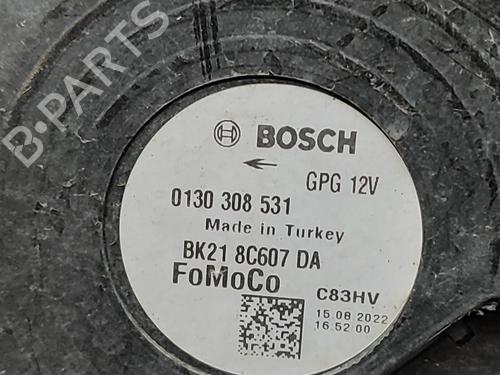 B-PARTS
BOSCH
GPG 12V
0130 308 531
Made in Turkey
BK21 8C607 DA
FoMoCo
C83HV
15.08.2022
16:52:00